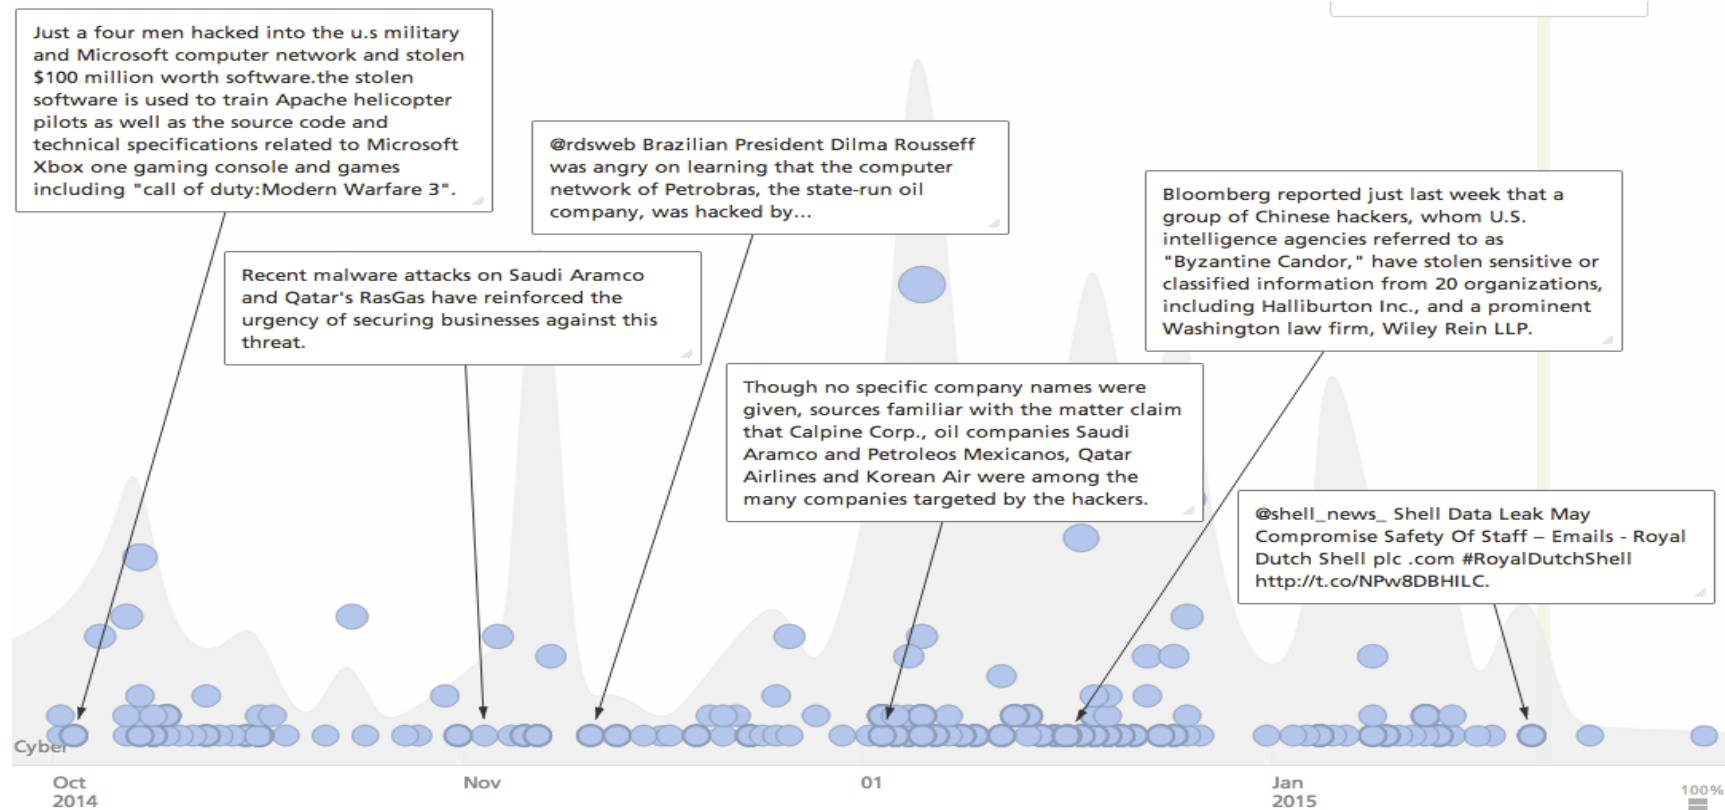 Just a four men hacked into the u.s military
and Microsoft computer network and stolen
$100 million worth software.the stolen
software is used to train Apache helicopter
pilots as well as the source code and
technical specifications related to Microsoft
Xbox one gaming console and games
including "call of duty:Modern Warfare 3".
@rdsweb Brazilian President Dilma Rousseff
was angry on learning that the computer
network of Petrobras, the state-run oil
company, was hacked by...
Bloomberg reported just last week that a
group of Chinese hackers, whom U.S.
intelligence agencies referred to as
"Byzantine Candor," have stolen sensitive or
classified information from 20 organizations,
including Halliburton Inc., and a prominent
Washington law firm, Wiley Rein LLP.
Recent malware attacks on Saudi Aramco
and Qatar's RasGas have reinforced the
urgency of securing businesses against this
threat.
Though no specific company names were
given, sources familiar with the matter claim
that Calpine Corp., oil companies Saudi
Aramco and Petroleos Mexicanos, Qatar
Airlines and Korean Air were among the
many companies targeted by the hackers.
@shell_news_ Shell Data Leak May
Compromise Safety Of Staff – Emails - Royal
Dutch Shell plc .com #RoyalDutchShell
http://t.co/NPw8DBHILC.
Cyber
Oct
2014
Nov
01
Jan
2015
100%